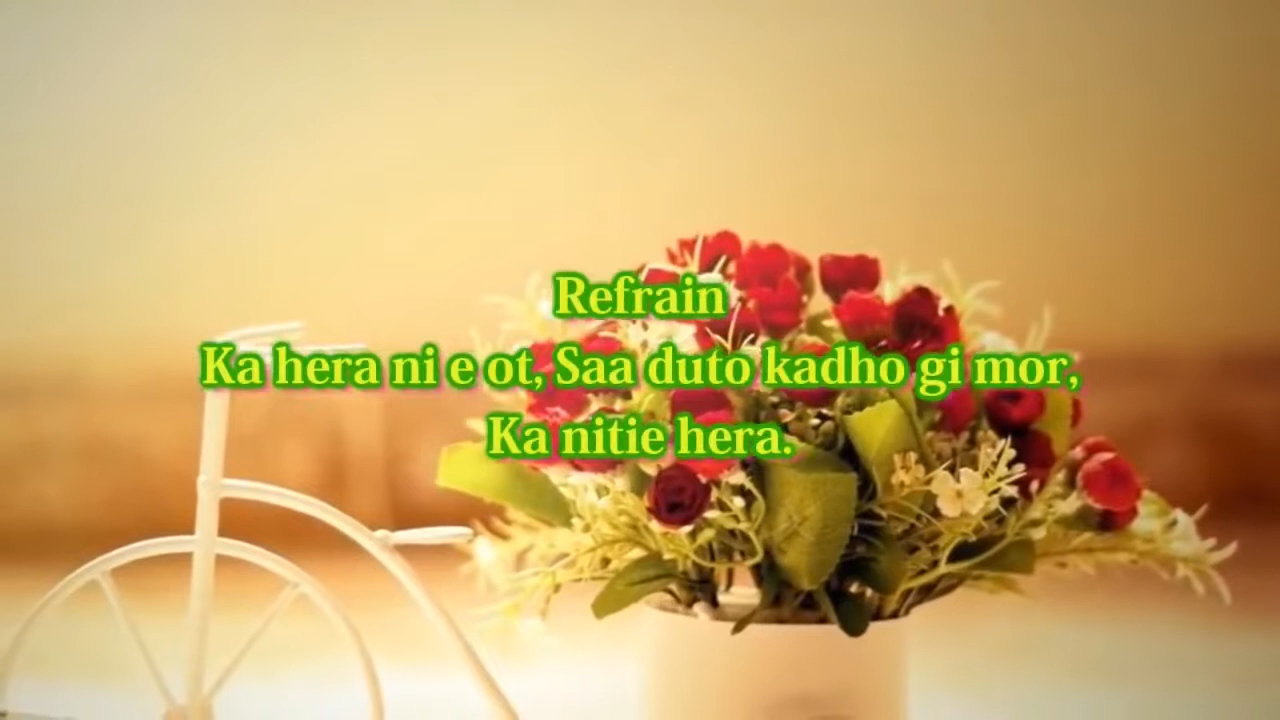 Refrain
Ka hera ni e ot, Saa duto kadho gi mor,
Ka nitie hera.